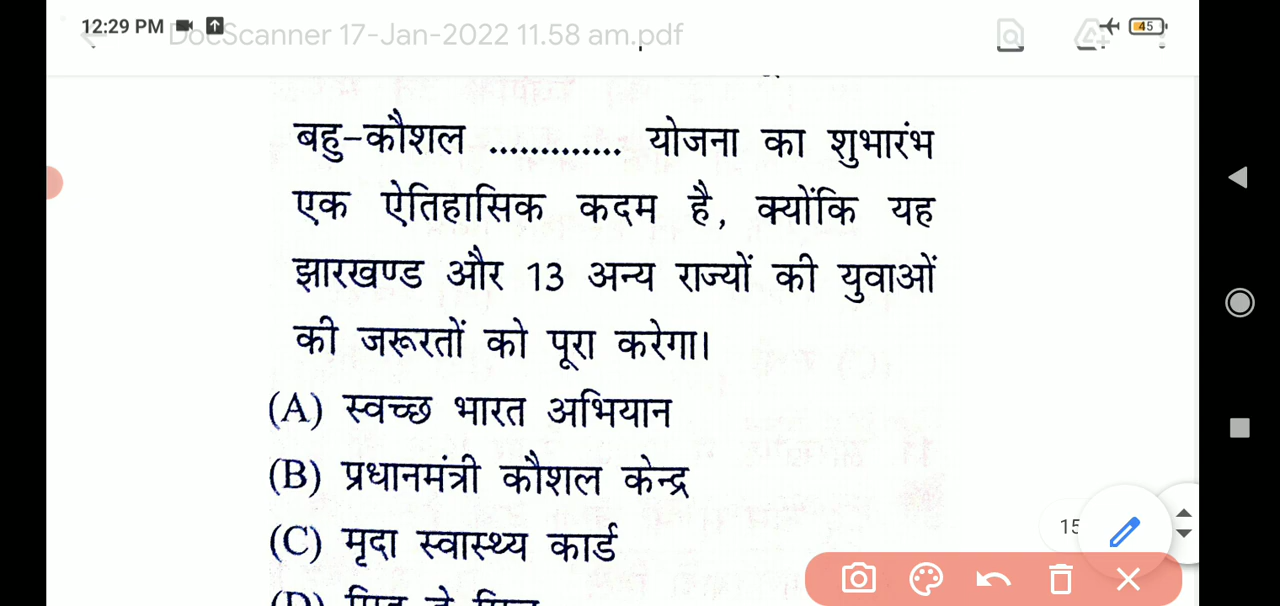 12:29 PM
45
DocScanner 17-Jan-2022 11.58 am.pdf
बहु-कौशल .............. योजना का शुभारंभ
एक ऐतिहासिक कदम है, क्योंकि यह
झारखण्ड और 13 अन्य राज्यों की युवाओं
की जरूरतों को पूरा करेगा।
(A) स्वच्छ भारत अभियान
(B) प्रधानमंत्री कौशल केन्द्र
(C) मृदा स्वास्थ्य कार्ड
(D)
15